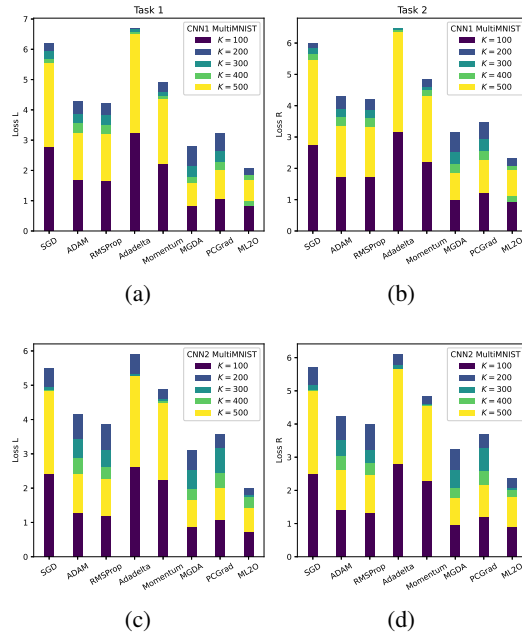 Task 1
Task 2
Loss L
7
6
5
4
3
2
1
0
CNN1 MultiMNIST
K = 100
K = 200
K = 300
K = 400
K = 500
SGD ADAM RMSProp Adadelta Momentum MGDA PCGrad ML2O
(a)
Loss R
6
5
4
3
2
1
0
CNN1 MultiMNIST
K = 100
K = 200
K = 300
K = 400
K = 500
SGD ADAM RMSProp Adadelta Momentum MGDA PCGrad ML2O
(b)
Loss L
6
5
4
3
2
1
0
CNN2 MultiMNIST
K = 100
K = 200
K = 300
K = 400
K = 500
SGD ADAM RMSProp Adadelta Momentum MGDA PCGrad ML2O
(c)
Loss R
6
5
4
3
2
1
0
CNN2 MultiMNIST
K = 100
K = 200
K = 300
K = 400
K = 500
SGD ADAM RMSProp Adadelta Momentum MGDA PCGrad ML2O
(d)